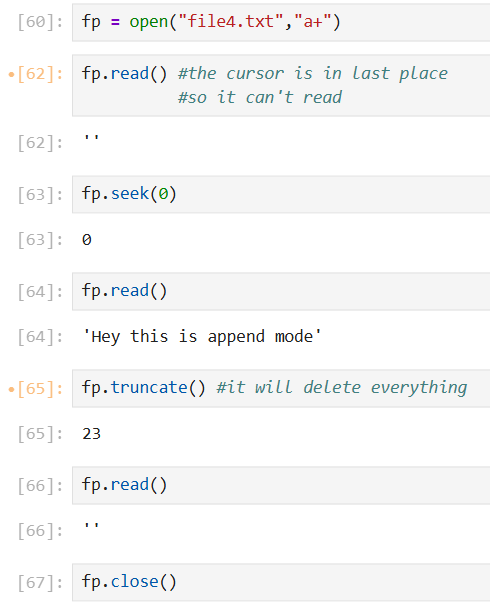 [60]: fp = open("file4.txt","a+")
•[62]: fp.read() #the cursor is in last place
#so it can't read
[62]: ''
[63]: fp.seek(0)
[63]: 0
[64]: fp.read()
[64]: 'Hey this is append mode'
•[65]: fp.truncate() #it will delete everything
[65]: 23
[66]: fp.read()
[66]: ''
[67]: fp.close()